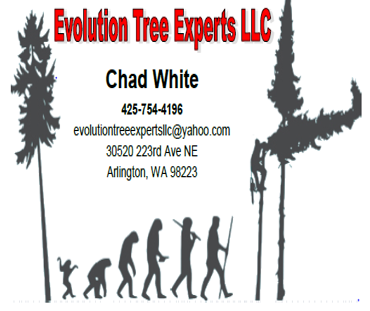 Evolution Tree Experts LLC
Chad White
425-754-4196
evolutiontreeexpertsllc@yahoo.com
30520 223rd Ave NE
Arlington, WA 98223